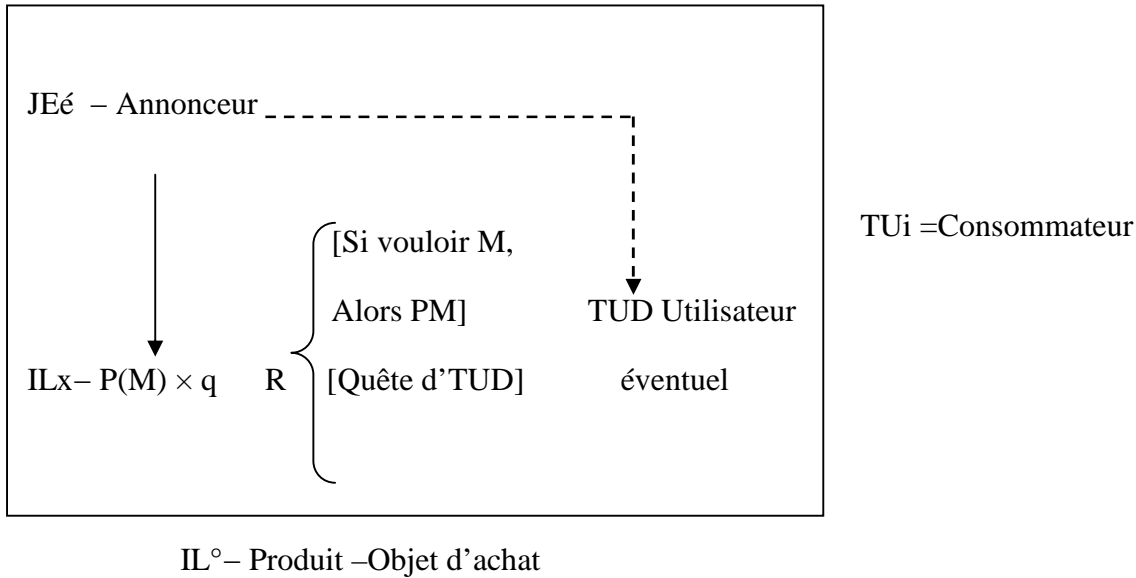 JEé – Annonceur
TUi =Consommateur
[Si vouloir M,
Alors PM]
TUD Utilisateur
ILx– P(M) × q
R
[Quête d’TUD]
éventuel
IL°– Produit –Objet d’achat